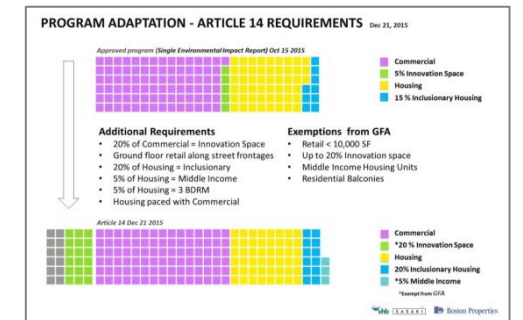 PROGRAM ADAPTATION - ARTICLE 14 REQUIREMENTS Dec 21, 2015
Approved program (Single Environmental Impact Report) Oct 15 2015
Commercial
5% Innovation Space
Housing
15 % Inclusionary Housing
Additional Requirements
• 20% of Commercial = Innovation Space
• Ground floor retail along street frontages
• 20% of Housing = Inclusionary
• 5% of Housing = Middle Income
• 5% of Housing = 3 BDRM
• Housing paced with Commercial
Exemptions from GFA
• Retail < 10,000 SF
• Up to 20% Innovation space
• Middle Income Housing Units
• Residential Balconies
Article 14 Dec 21 2015
Commercial
*20 % Innovation Space
Housing
20% Inclusionary Housing
*5% Middle Income
*Exempt from GFA
vhb SASAKI Boston Properties